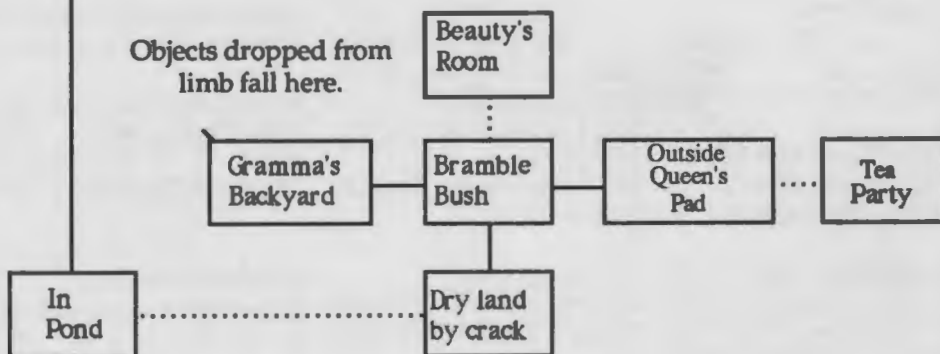 Objects dropped from
limb fall here.
Beauty's
Room
Gramma's
Backyard
Bramble
Bush
Outside
Queen's
Pad
Tea
Party
In
Pond
Dry land
by crack